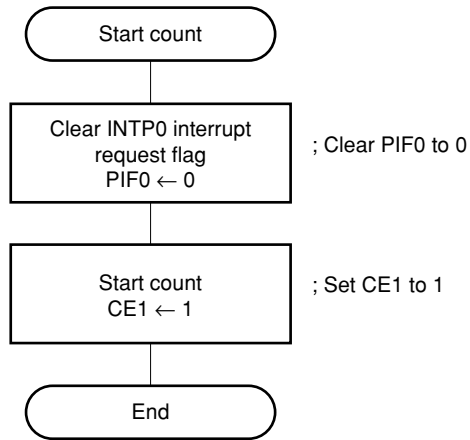 Start count
Clear INTP0 interrupt
request flag
PIF0 ← 0
; Clear PIF0 to 0
Start count
CE1 ← 1
; Set CE1 to 1
End